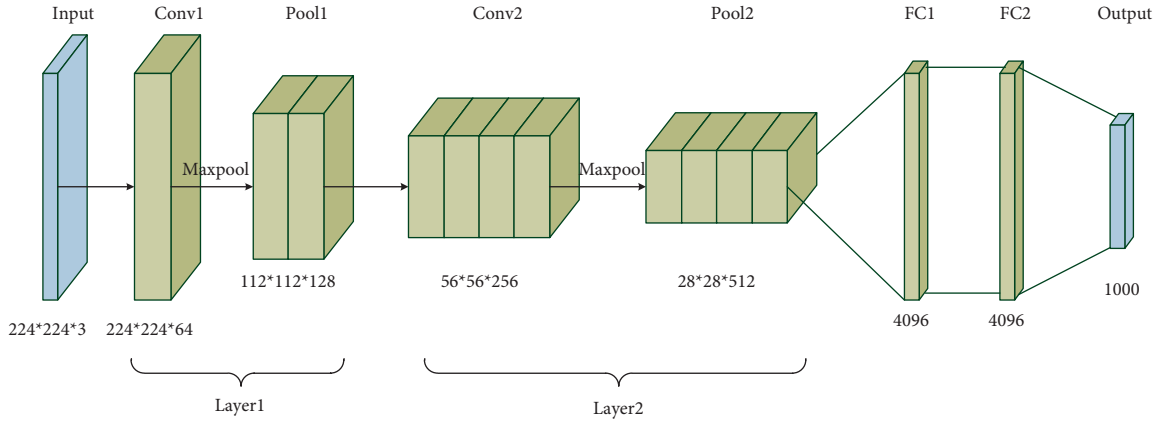 Input
Conv1
Pool1
Conv2
Pool2
FC1
FC2
Output
Maxpool
Maxpool
112*112*128
56*56*256
28*28*512
1000
4096
4096
224*224*3
224*224*64
Layer1
Layer2